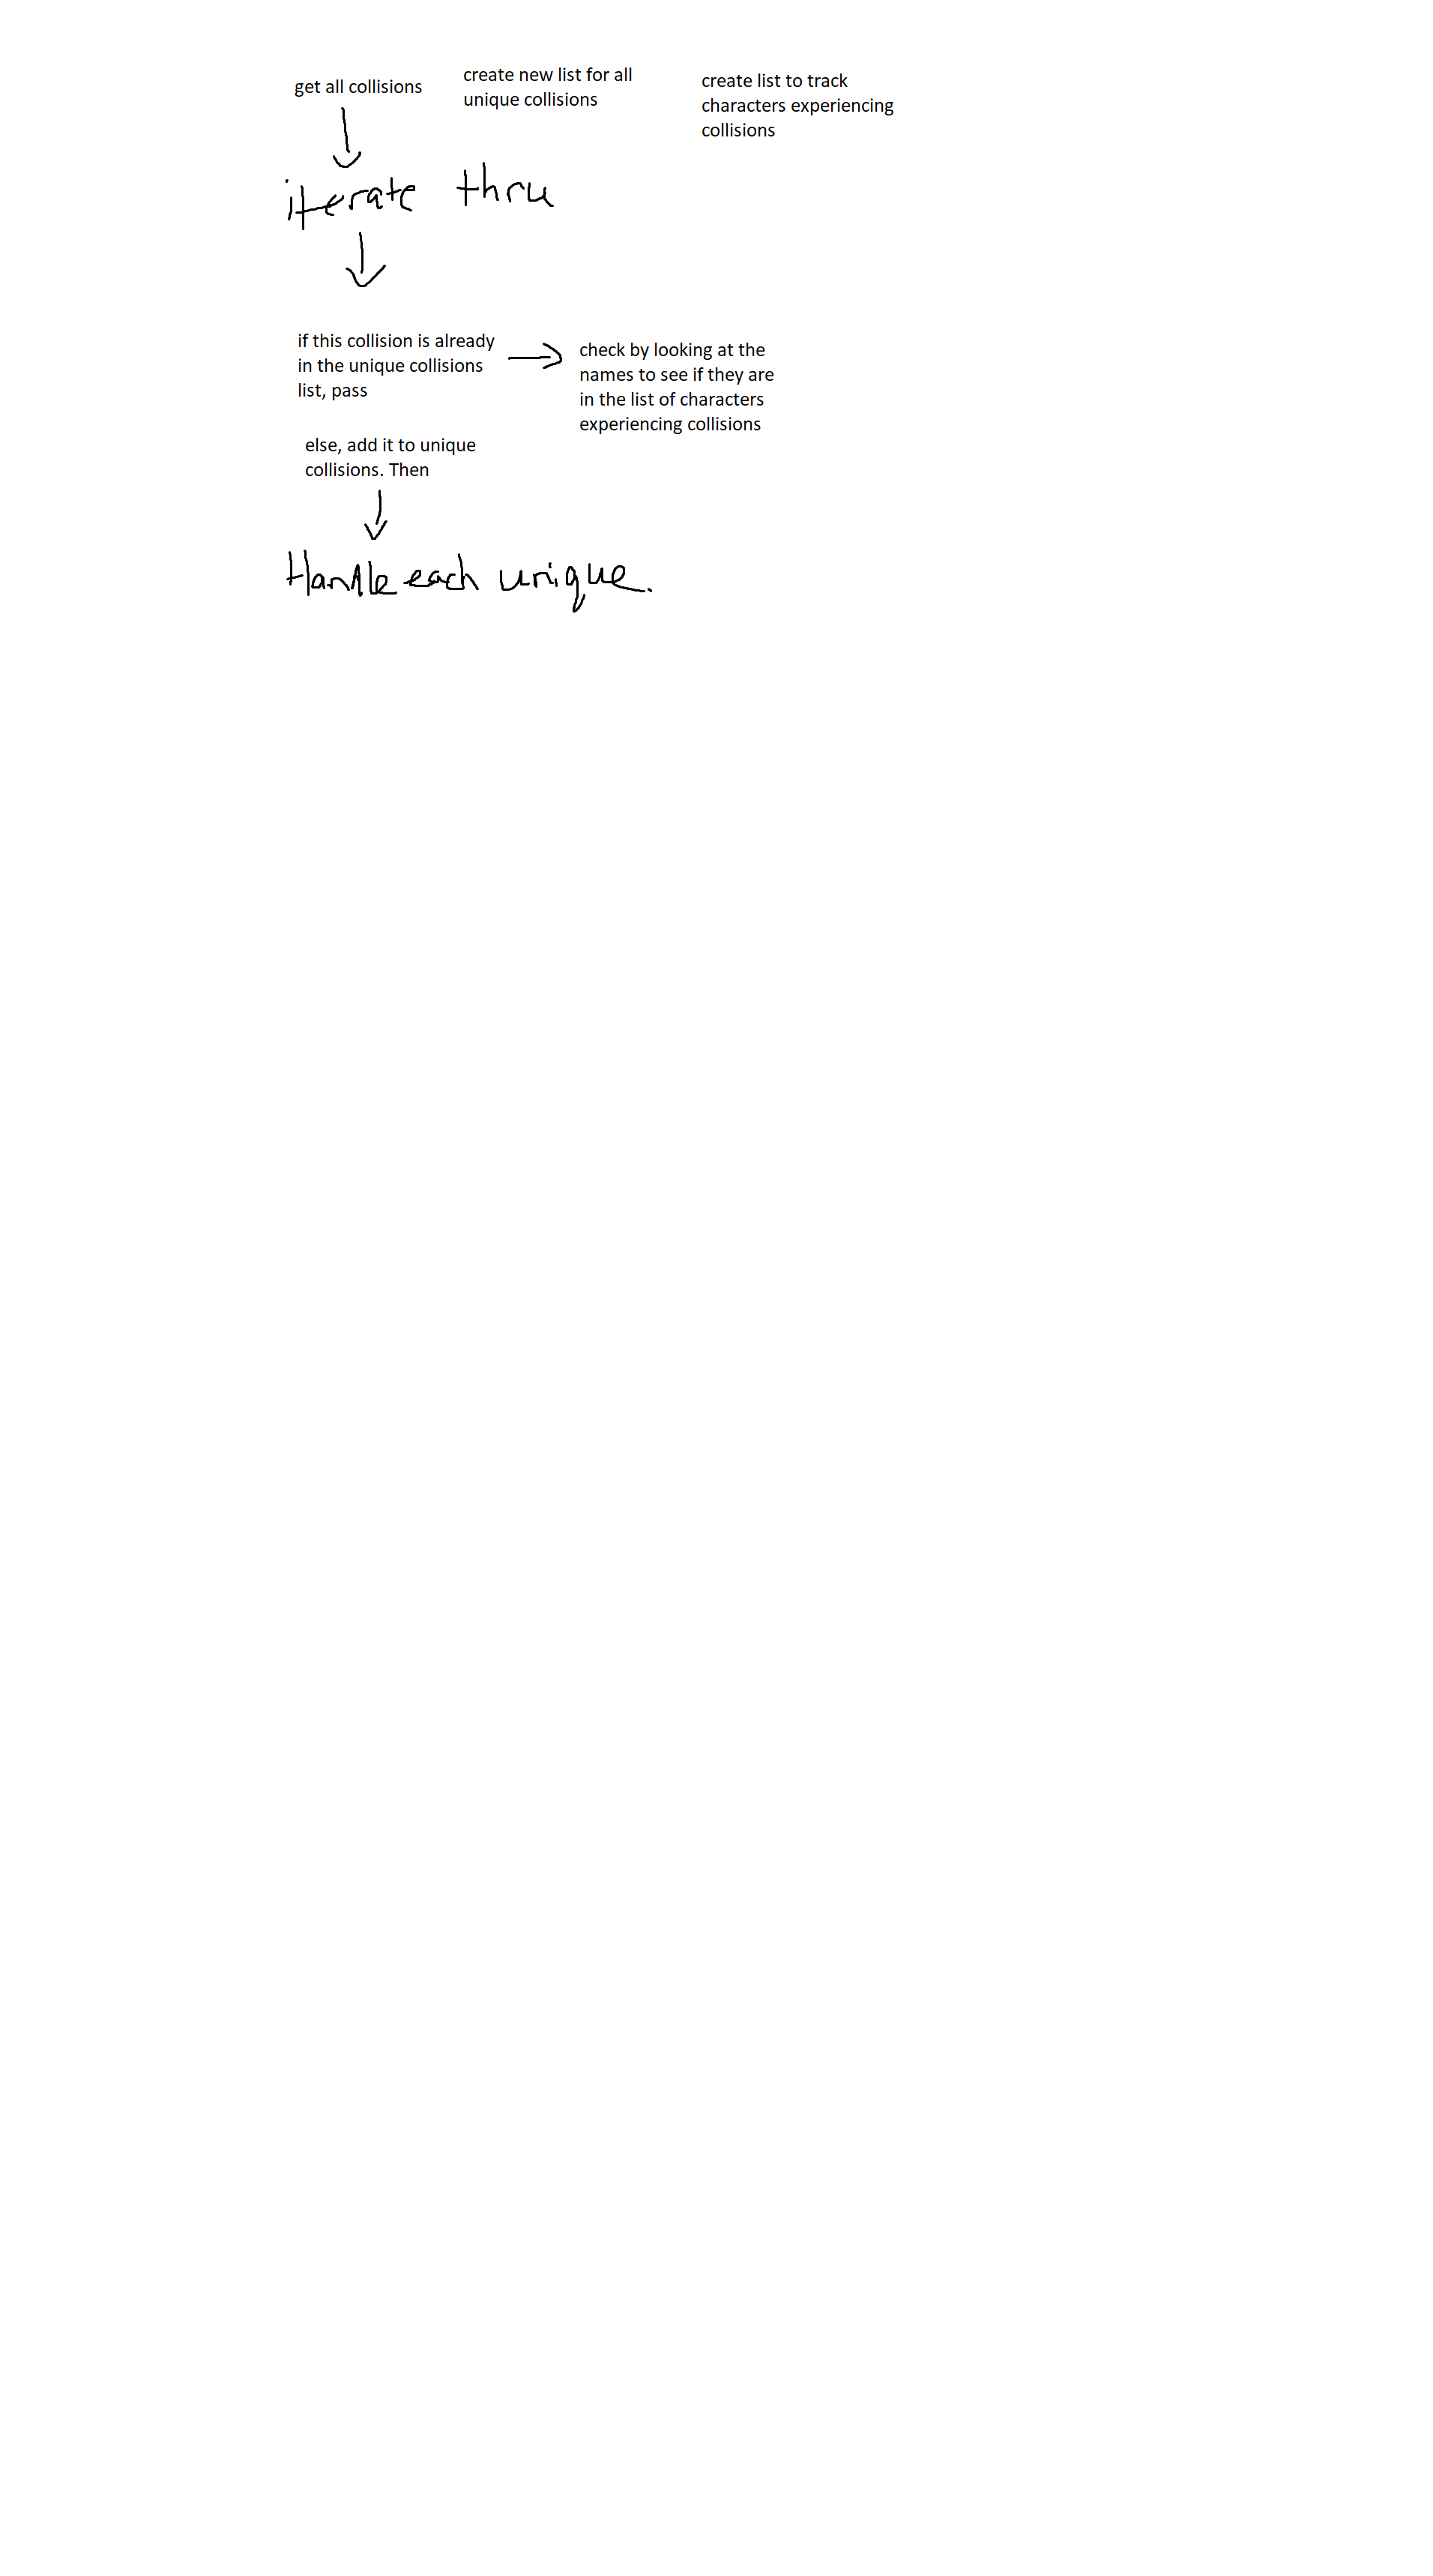 get all collisions
create new list for all
unique collisions
create list to track
characters experiencing
collisions
iterate thru
if this collision is already
in the unique collisions
list, pass
check by looking at the
names to see if they are
in the list of characters
experiencing collisions
else, add it to unique
collisions. Then
Handle each unique.